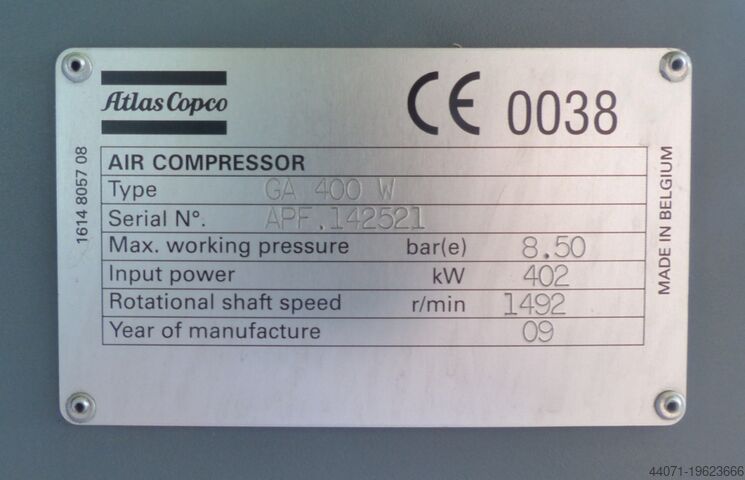 Atlas Copco
CE 0038
AIR COMPRESSOR
Type GA 400 W
Serial N°. APF.142521
Max. working pressure bar(e) 8.50
Input power kW 402
Rotational shaft speed r/min 1492
Year of manufacture 09
1614 8057 08
MADE IN BELGIUM
44071-19623666